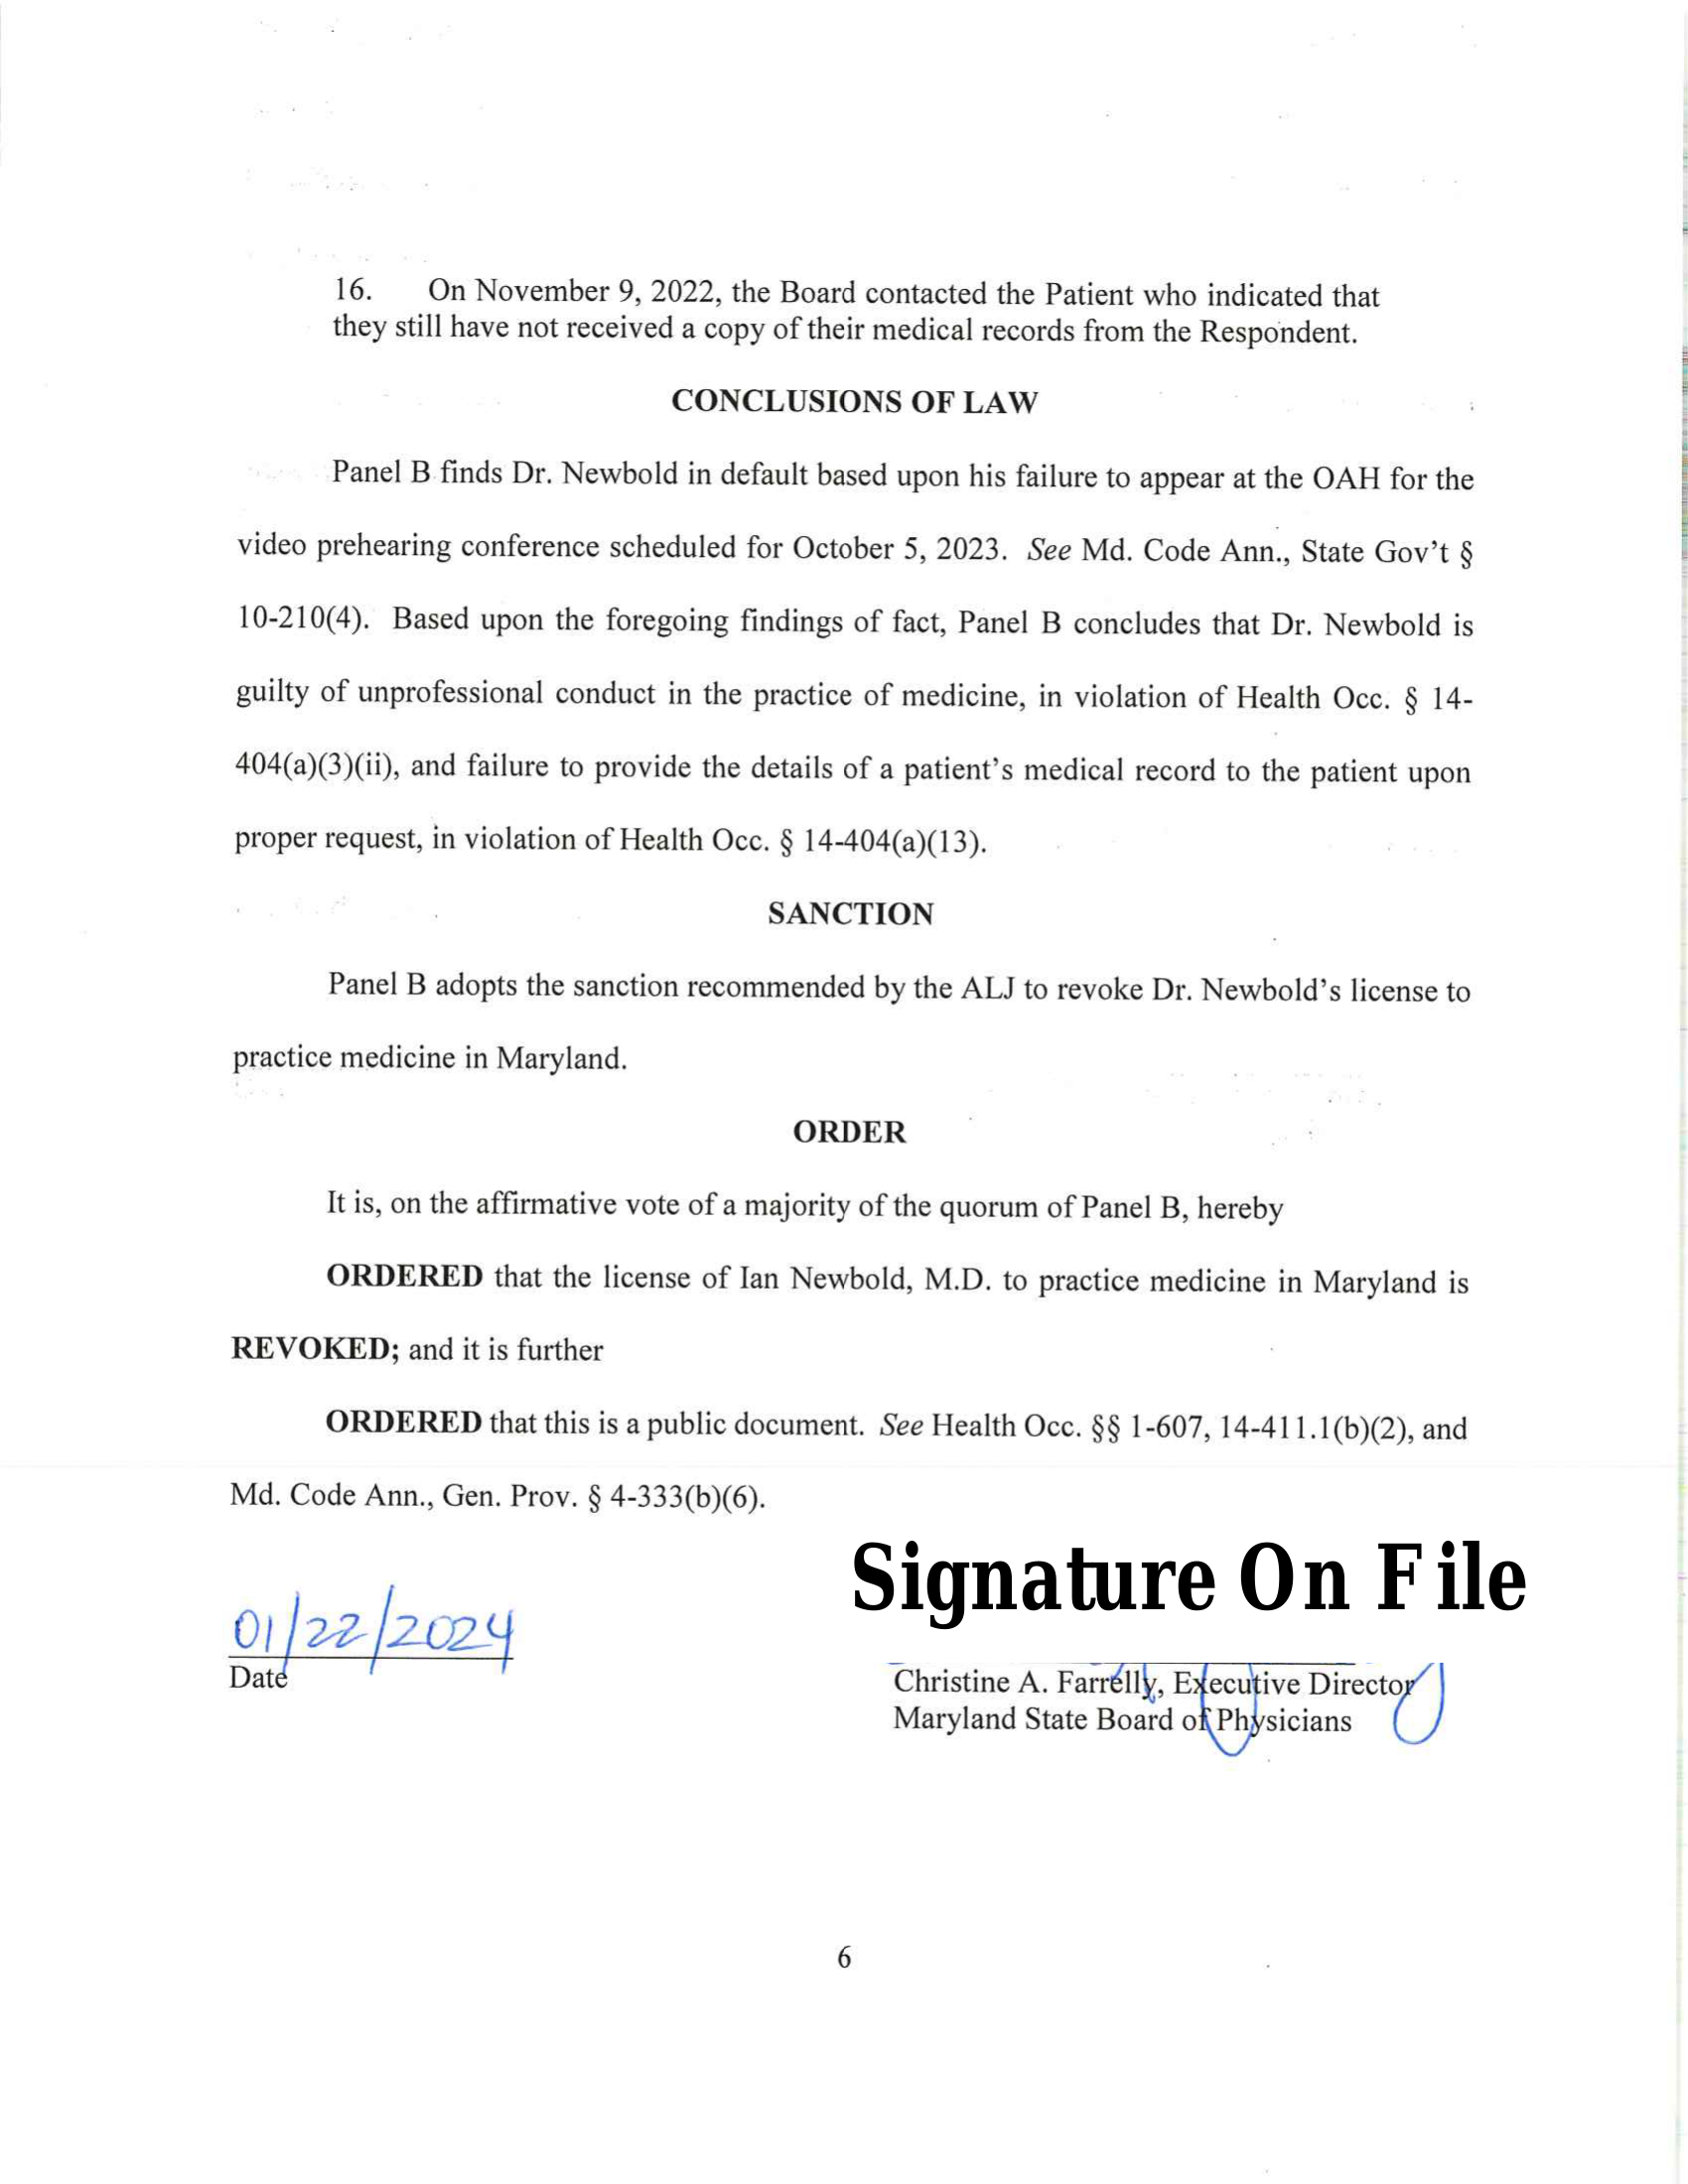 16. On November 9, 2022, the Board contacted the Patient who indicated that
they still have not received a copy of their medical records from the Respondent.
CONCLUSIONS OF LAW
Panel B finds Dr. Newbold in default based upon his failure to appear at the OAH for the
video prehearing conference scheduled for October 5, 2023. See Md. Code Ann., State Gov't §
10-210(4). Based upon the foregoing findings of fact, Panel B concludes that Dr. Newbold is
guilty of unprofessional conduct in the practice of medicine, in violation of Health Occ. § 14-
404(a)(3)(ii), and failure to provide the details of a patient's medical record to the patient upon
proper request, in violation of Health Occ. § 14-404(a)(13).
SANCTION
Panel B adopts the sanction recommended by the ALJ to revoke Dr. Newbold's license to
practice medicine in Maryland.
ORDER
It is, on the affirmative vote of a majority of the quorum of Panel B, hereby
ORDERED that the license of Ian Newbold, M.D. to practice medicine in Maryland is
REVOKED; and it is further
ORDERED that this is a public document. See Health Occ. §§ 1-607, 14-411.1(b)(2), and
Md. Code Ann., Gen. Prov. § 4-333(b)(6).
Signature On File
01/22/2024
Date
Christine A. Farrelly, Executive Director
Maryland State Board of Physicians
6